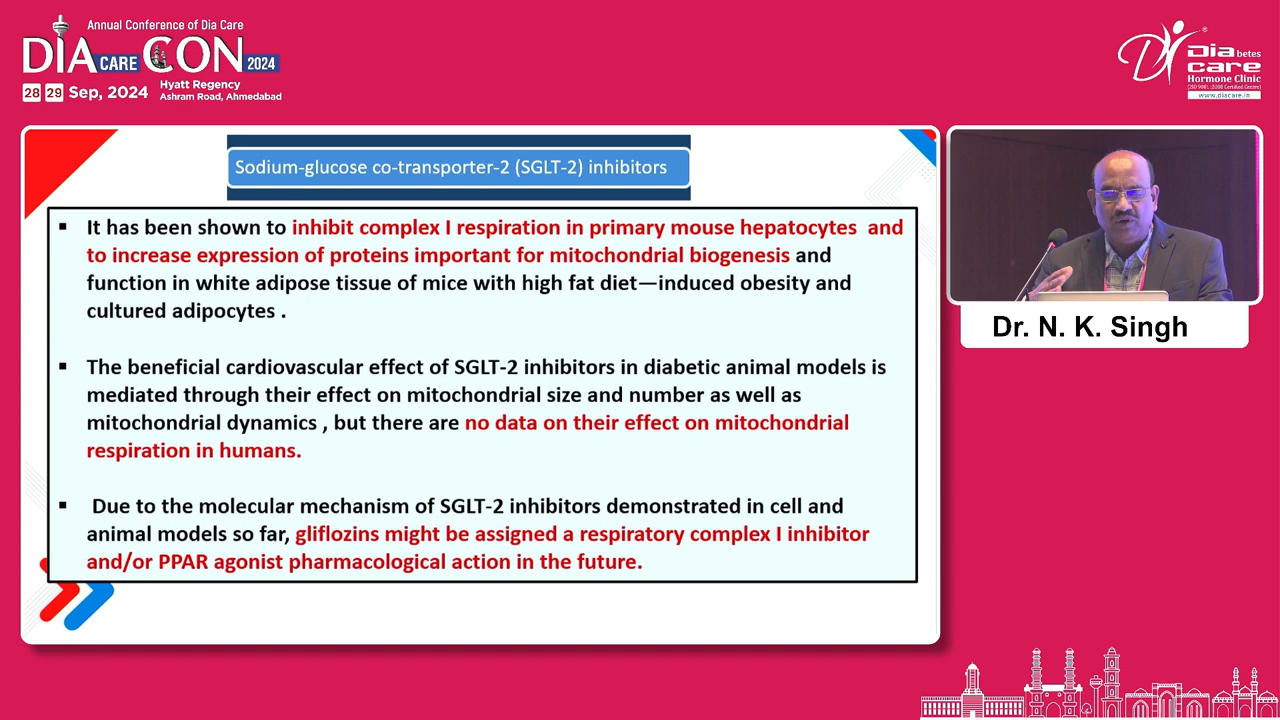 Annual Conference of Dia Care
DIA CARE CON 2024
28 29 Sep, 2024
Hyatt Regency
Ashram Road, Ahmedabad
Diabetes
care
Hormone Clinic
(ISO 9001:2008 Certified Centre)
www.diacare.in
Sodium-glucose co-transporter-2 (SGLT-2) inhibitors
▪ It has been shown to inhibit complex I respiration in primary mouse hepatocytes and
to increase expression of proteins important for mitochondrial biogenesis and
function in white adipose tissue of mice with high fat diet—induced obesity and
cultured adipocytes .
▪ The beneficial cardiovascular effect of SGLT-2 inhibitors in diabetic animal models is
mediated through their effect on mitochondrial size and number as well as
mitochondrial dynamics , but there are no data on their effect on mitochondrial
respiration in humans.
▪ Due to the molecular mechanism of SGLT-2 inhibitors demonstrated in cell and
animal models so far, gliflozins might be assigned a respiratory complex I inhibitor
and/or PPAR agonist pharmacological action in the future.
Dr. N. K. Singh